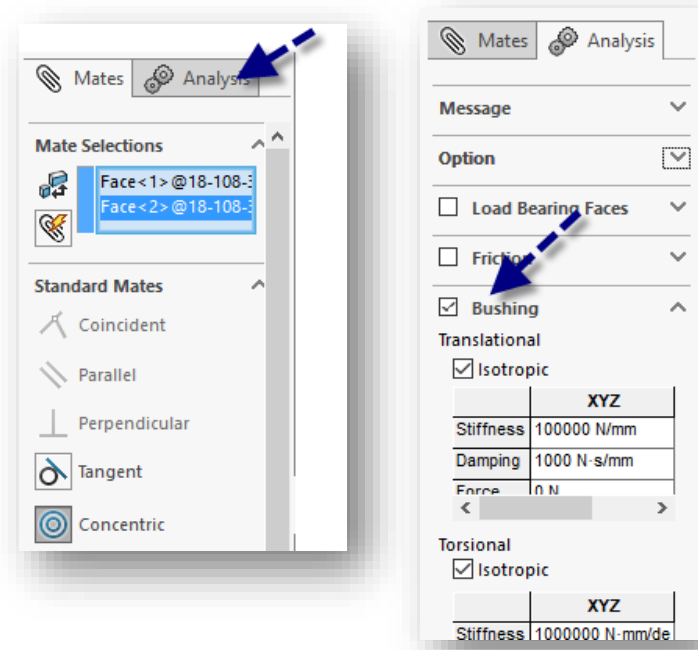 Mates Analysis
Mate Selections
Face<1>@18-108-
Face<2>@18-108-
Standard Mates
Coincident
Parallel
Perpendicular
Tangent
Concentric
Mates Analysis
Message
Option
Load Bearing Faces
Friction
Bushing
Translational
Isotropic
XYZ
Stiffness 100000 N/mm
Damping 1000 N-s/mm
Force 0 N
Torsional
Isotropic
XYZ
Stiffness 1000000 N-mm/de